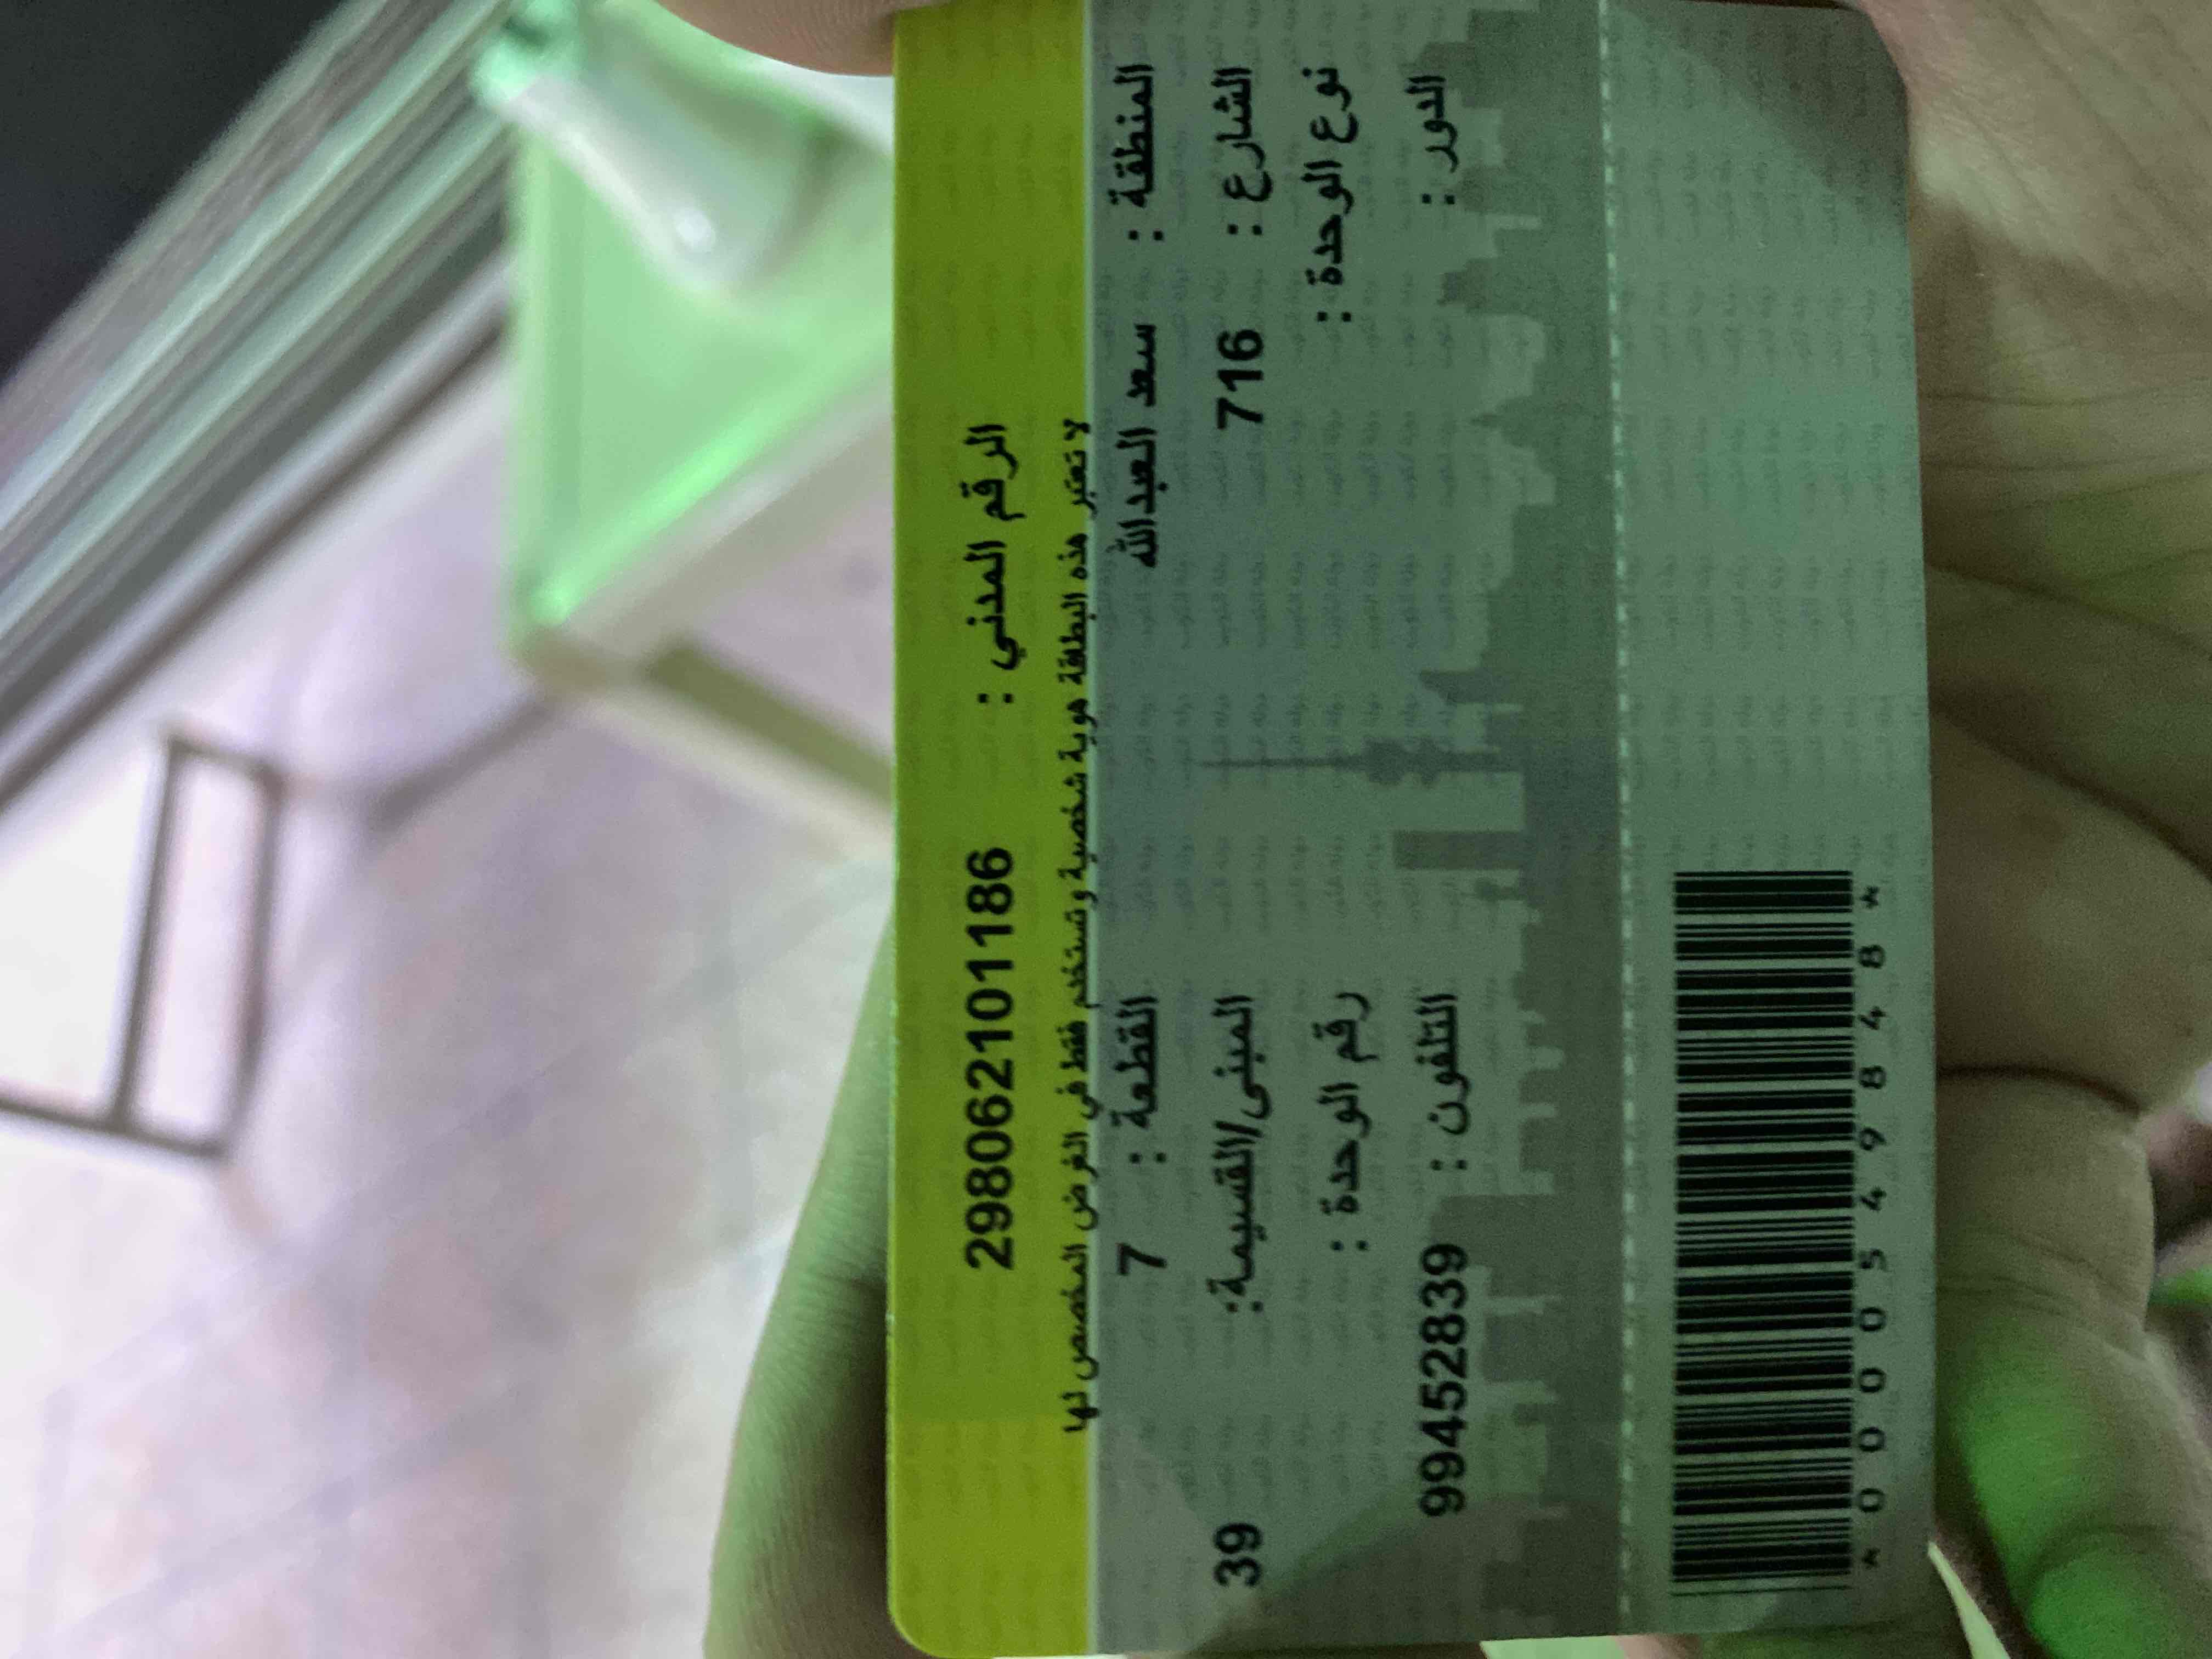 الرقم المدني : 298062101186
لا تعتبر هذه البطاقة هوية شخصية وتستخدم فقط في الغرض المخصص لها
المنطقة : سعد العبدالله القطعة : 7
الشارع : 716 المبنى/القسيمة: 39
نوع الوحدة : رقم الوحدة :
الدور : التلفون : 99452839
*000549848*